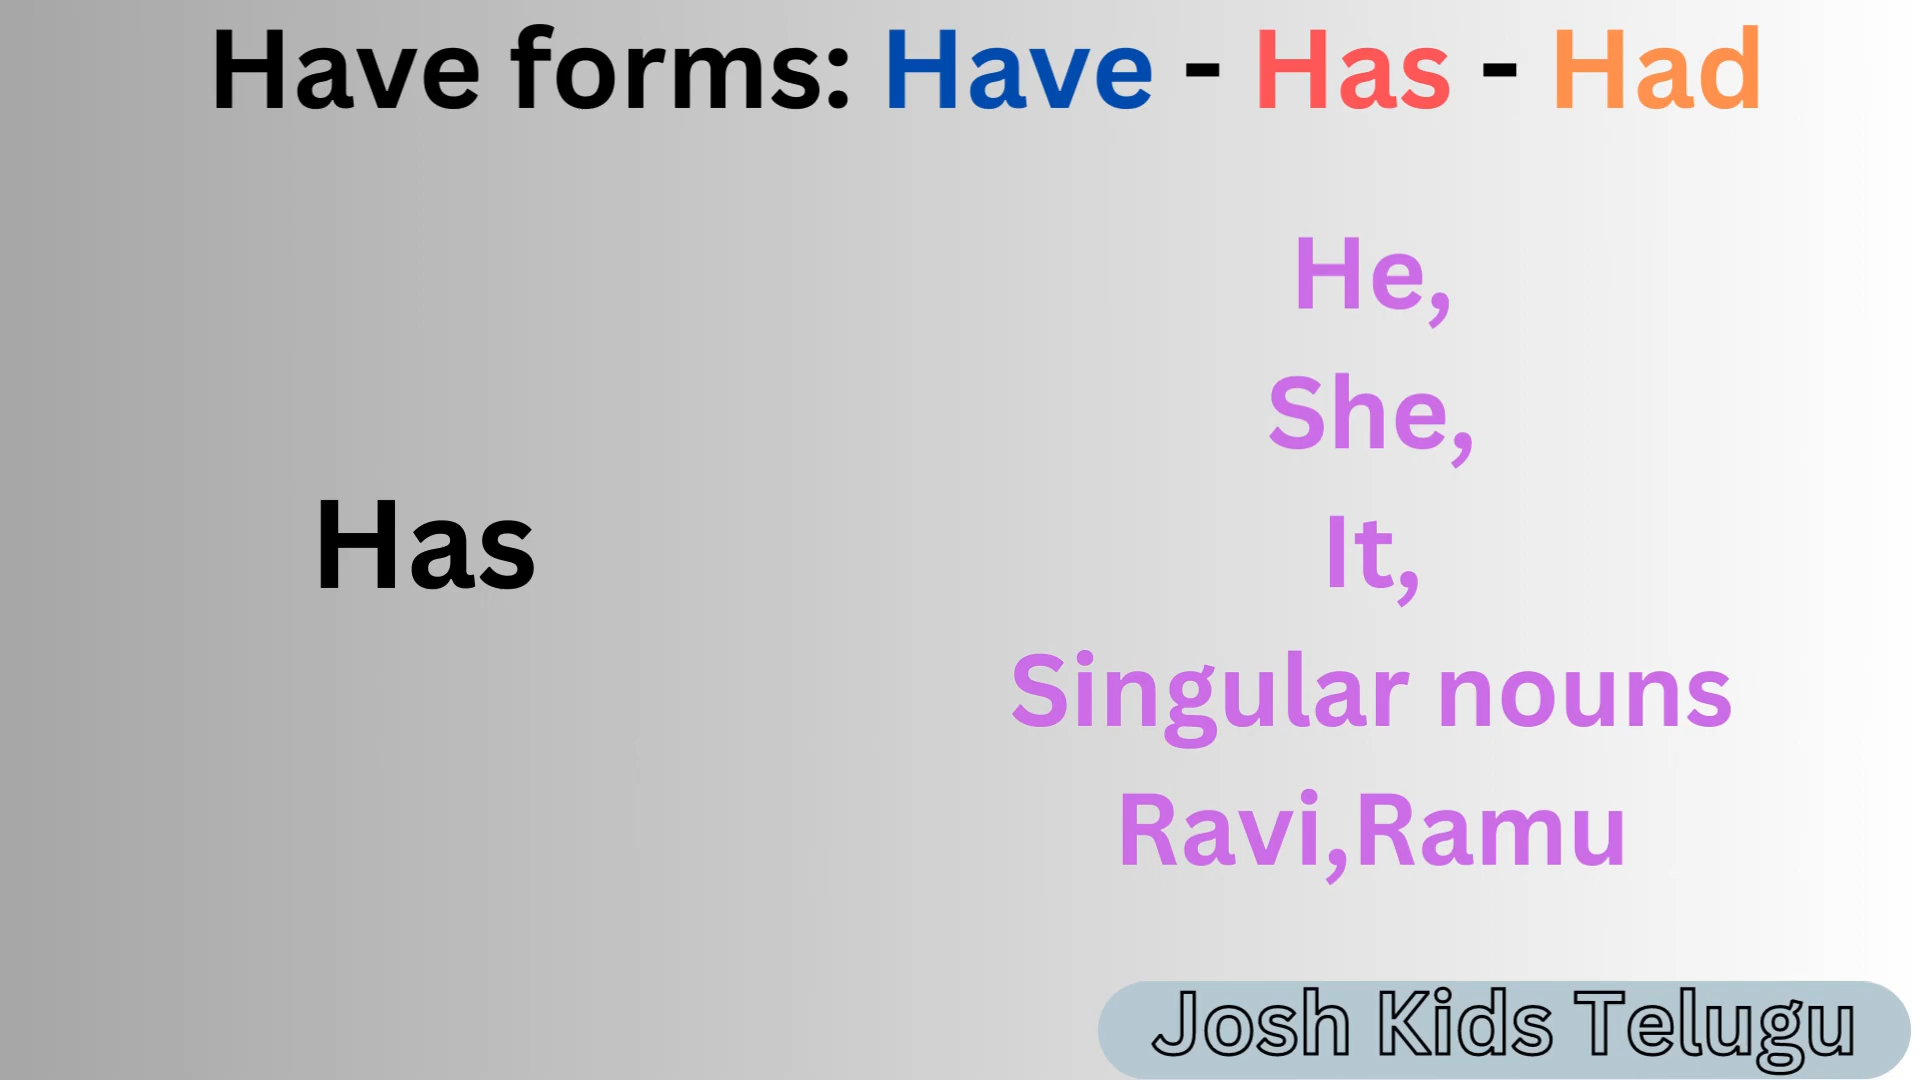 Have forms: Have - Has - Had
He,
She,
It,
Has
Singular nouns
Ravi,Ramu
Josh Kids Telugu